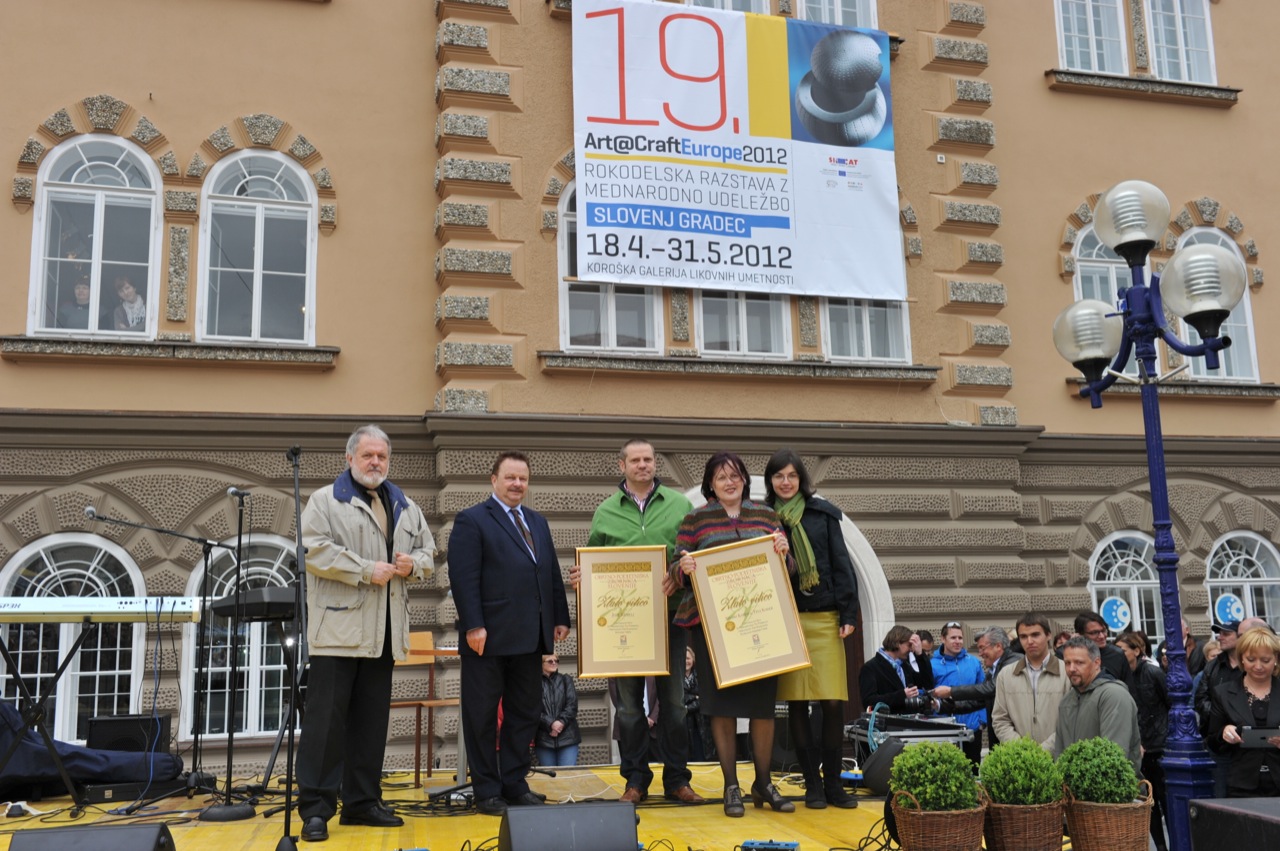 19.
Art@CraftEurope2012
ROKODELSKA RAZSTAVA Z
MEDNARODNO UDELEŽBO
SLOVENJ GRADEC
18.4.–31.5.2012
KOROŠKA GALERIJA LIKOVNIH UMETNOSTI
Zlato vitico
Zlato vitico